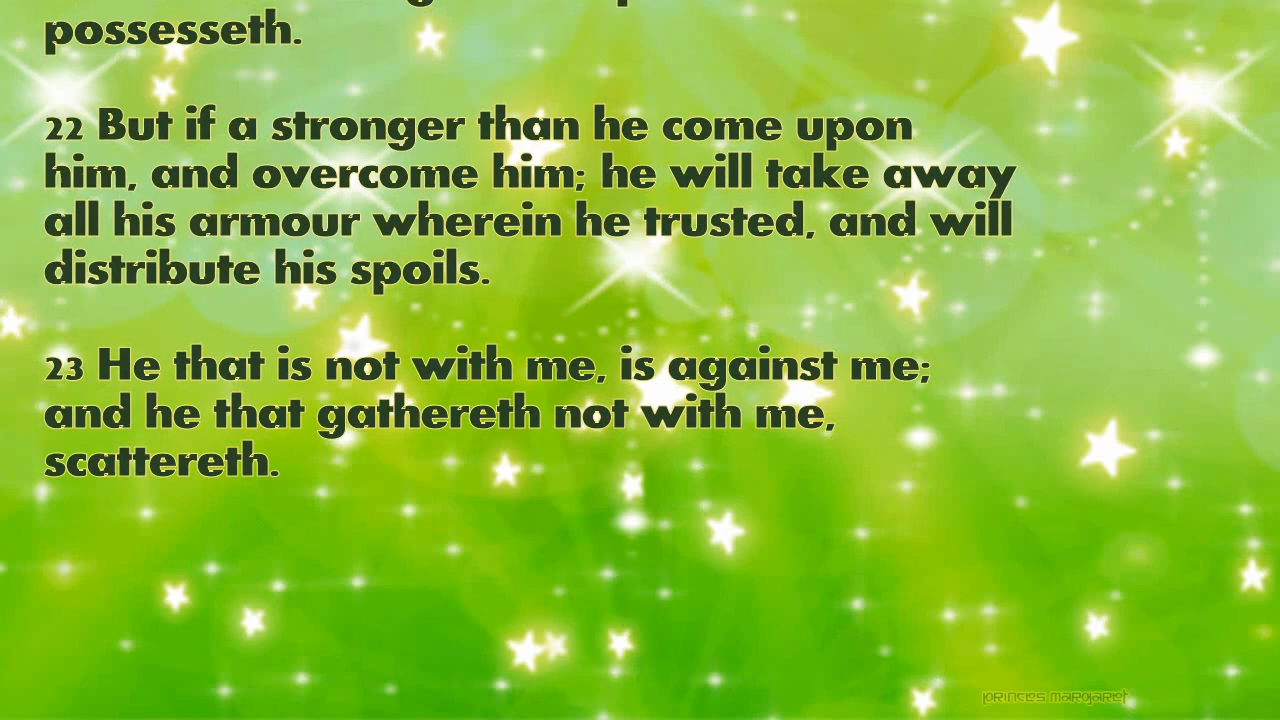 possesseth.
22 But if a stronger than he come upon
him, and overcome him; he will take away
all his armour wherein he trusted, and will
distribute his spoils.
23 He that is not with me, is against me;
and he that gathereth not with me,
scattereth.
PRINCES MARGARET